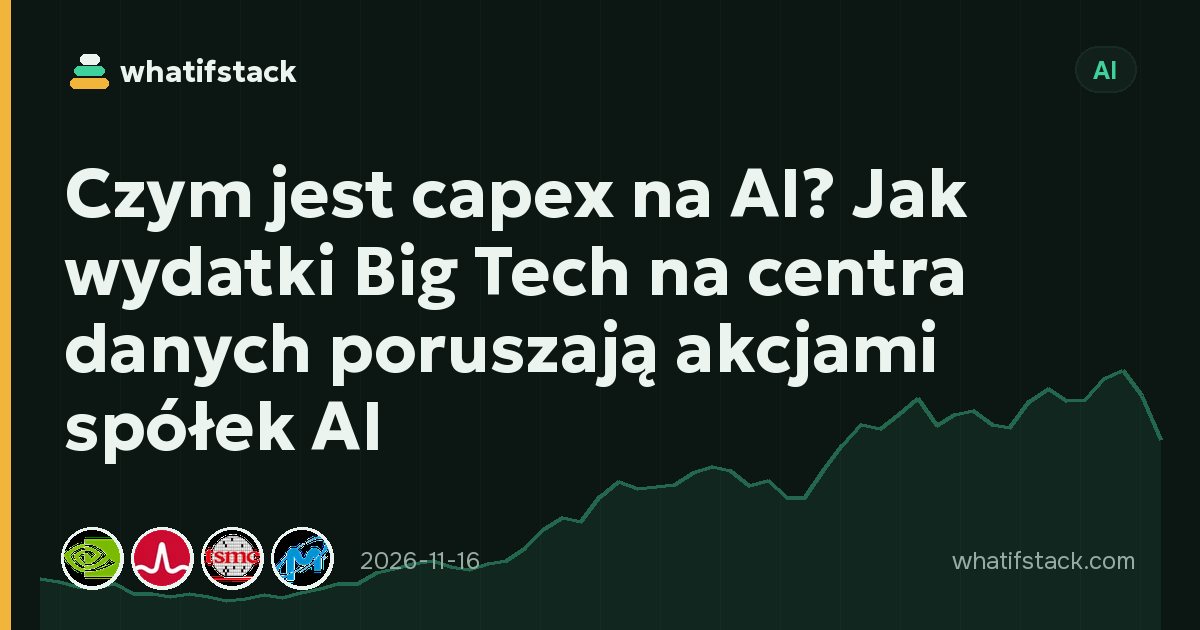 whatifstack
AI
Czym jest capex na AI? Jak
wydatki Big Tech na centra
danych poruszają akcjami
spółek AI
tsmc
2026-11-16
whatifstack.com